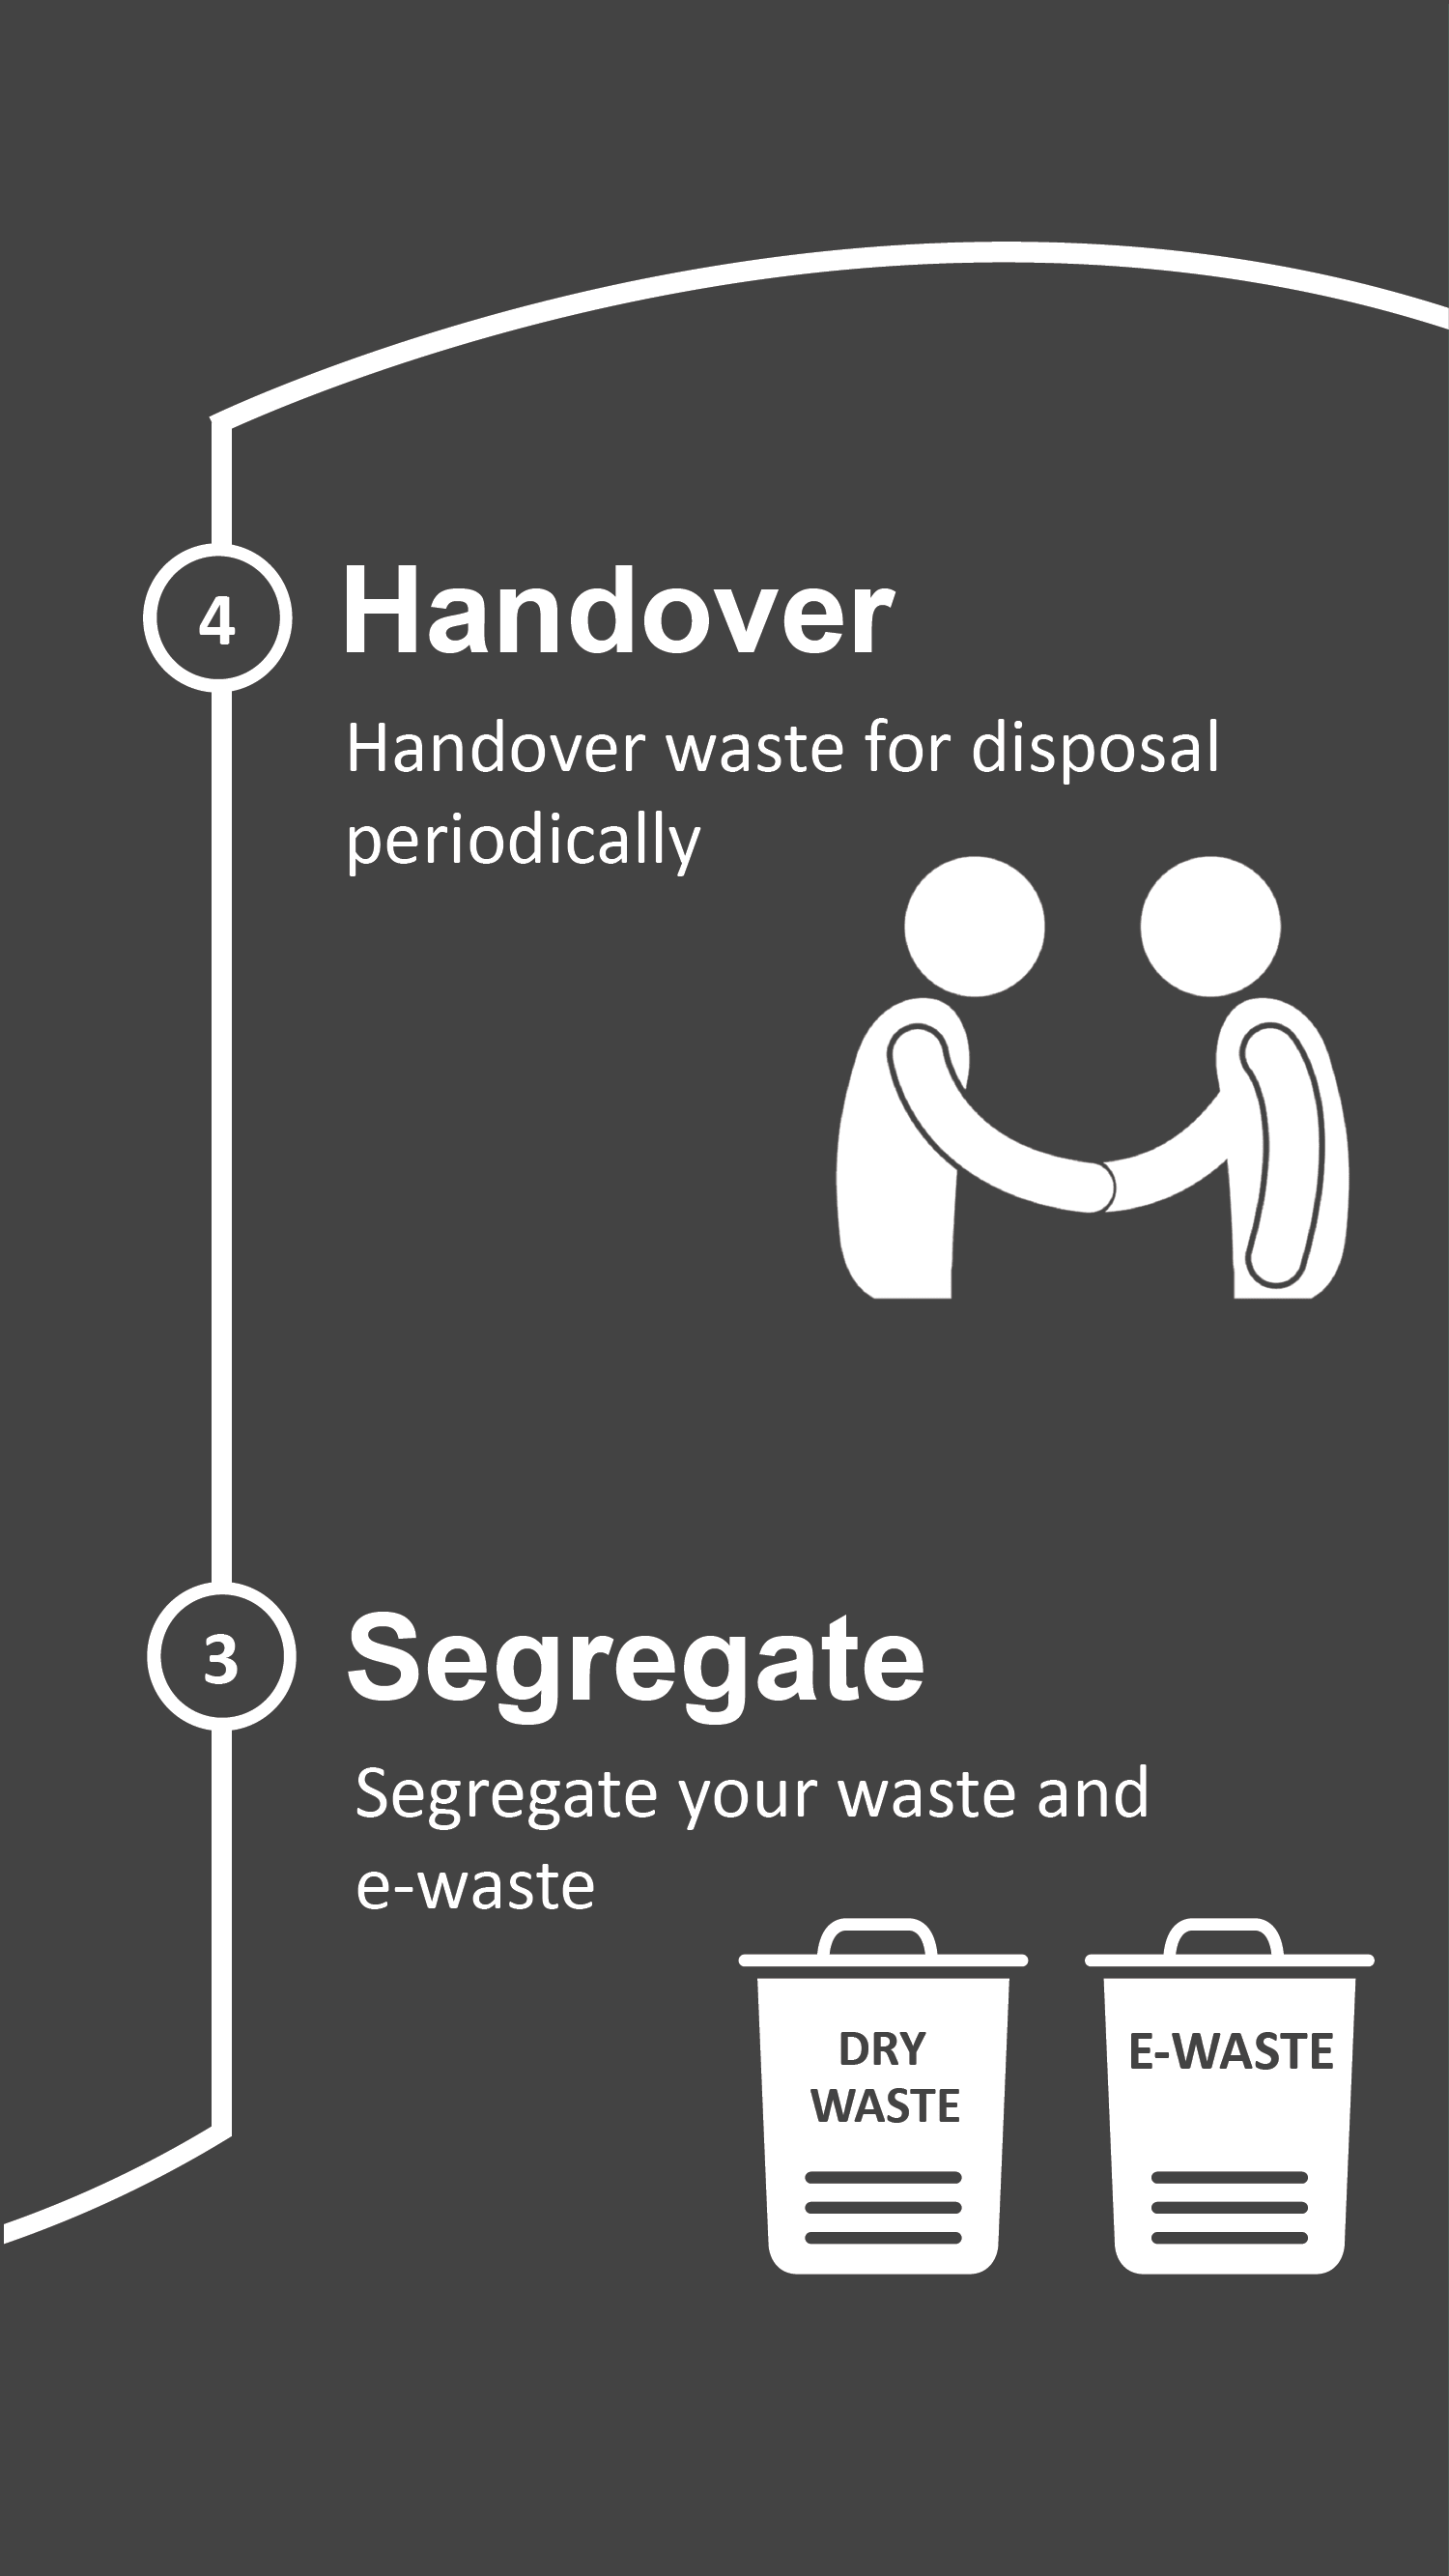 4
Handover
Handover waste for disposal
periodically
3
Segregate
Segregate your waste and
e-waste
DRY
WASTE
E-WASTE